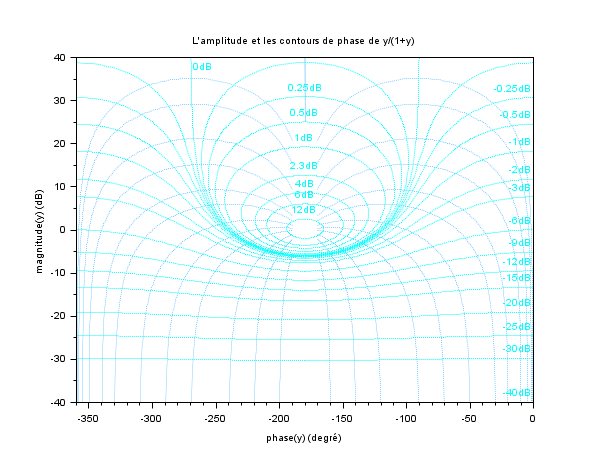 L'amplitude et les contours de phase de y/(1+y)
40
30
20
10
0
-10
-20
-30
-40
magnitude(y) (dB)
0dB
0.25dB
0.5dB
1dB
2.3dB
4dB
6dB
12dB
-0.25dB
-0.5dB
-1dB
-2dB
-3dB
-6dB
-9dB
-12dB
-15dB
-20dB
-25dB
-30dB
-40dB
-350
-300
-250
-200
-150
-100
-50
0
phase(y) (degré)